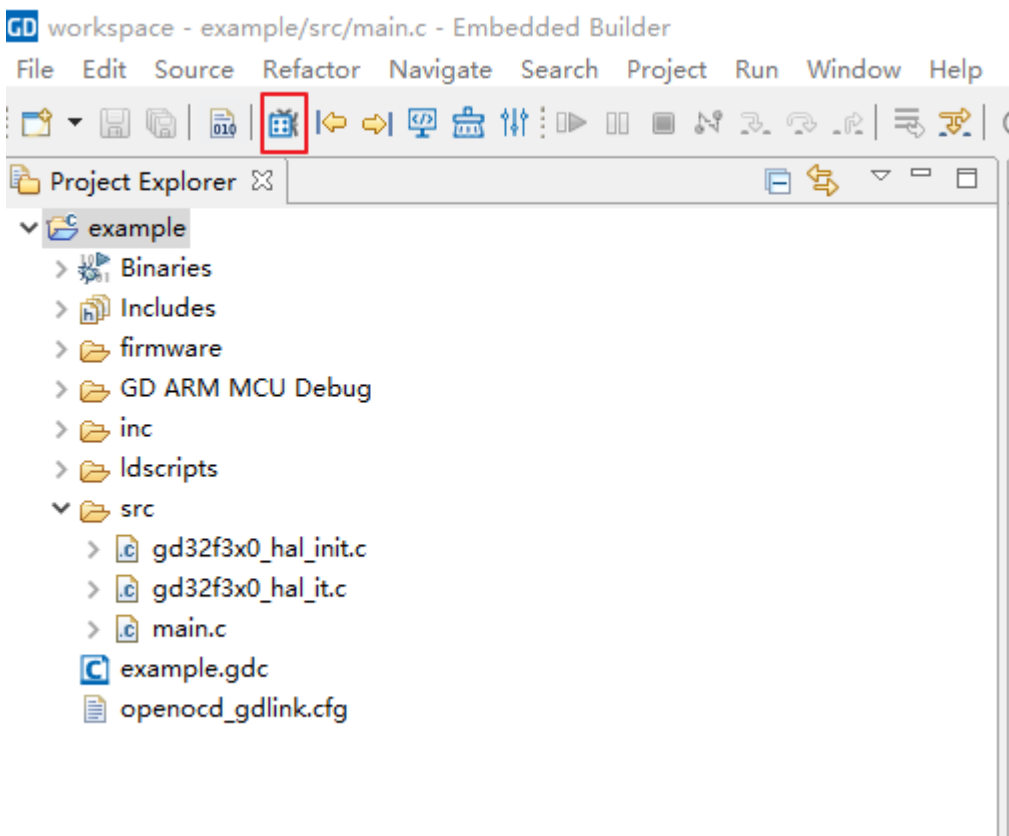 GD workspace - example/src/main.c - Embedded Builder
File Edit Source Refactor Navigate Search Project Run Window Help
010
Project Explorer
example
Binaries
Includes
firmware
GD ARM MCU Debug
inc
ldscripts
src
.c gd32f3x0_hal_init.c
.c gd32f3x0_hal_it.c
.c main.c
C example.gdc
openocd_gdlink.cfg